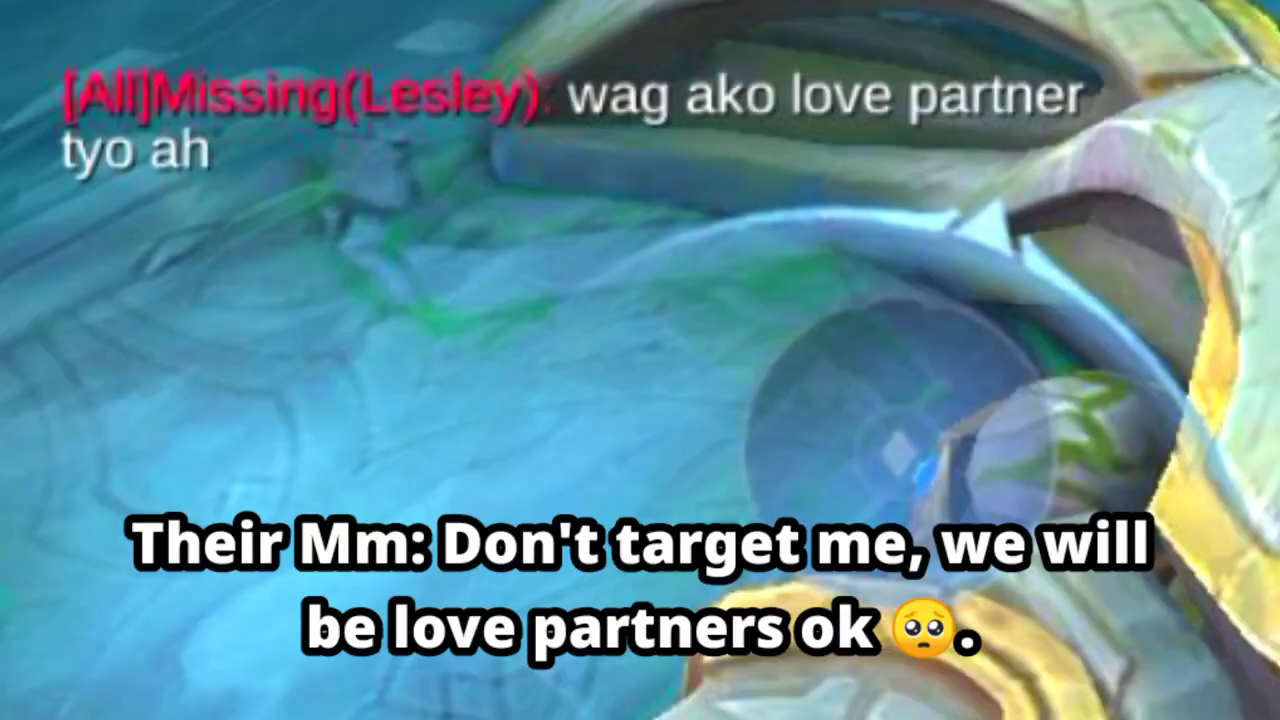 [All]Missing(Lesley): wag ako love partner
tyo ah
Their Mm: Don't target me, we will
be love partners ok 🥺.